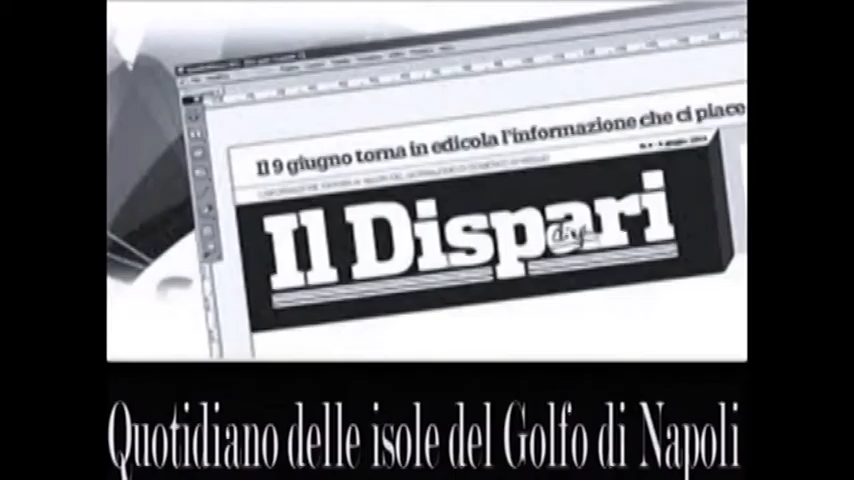 Il 9 giugno torna in edicola l'informazione che ci piace
Il Dispari
Quotidiano delle isole del Golfo di Napoli